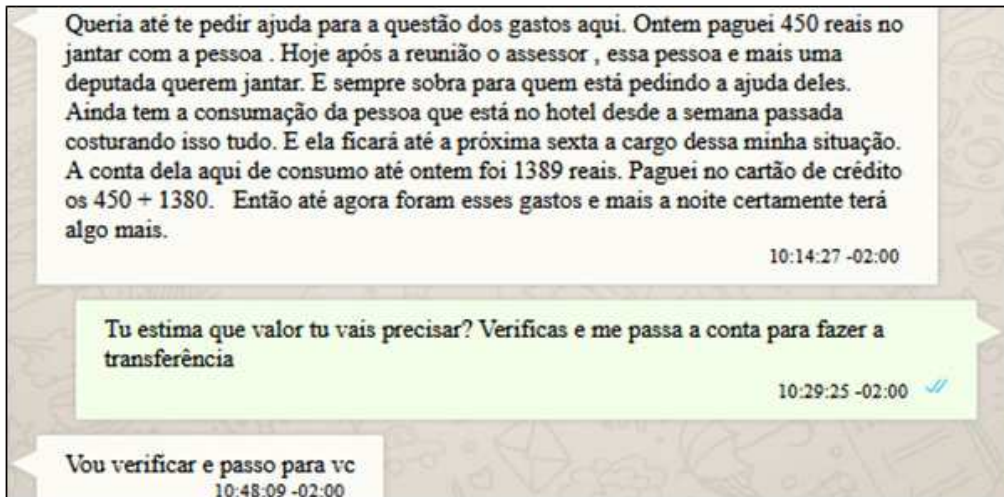 Queria até te pedir ajuda para a questão dos gastos aqui. Ontem paguei 450 reais no
jantar com a pessoa . Hoje após a reunião o assessor , essa pessoa e mais uma
deputada querem jantar. E sempre sobra para quem está pedindo a ajuda deles.
Ainda tem a consumação da pessoa que está no hotel desde a semana passada
costurando isso tudo. E ela ficará até a próxima sexta a cargo dessa minha situação.
A conta dela aqui de consumo até ontem foi 1389 reais. Paguei no cartão de crédito
os 450 + 1380. Então até agora foram esses gastos e mais a noite certamente terá
algo mais.
10:14:27 -02:00
Tu estima que valor tu vais precisar? Verificas e me passa a conta para fazer a
transferência
10:29:25 -02:00
Vou verificar e passo para vc
10:48:09 -02:00